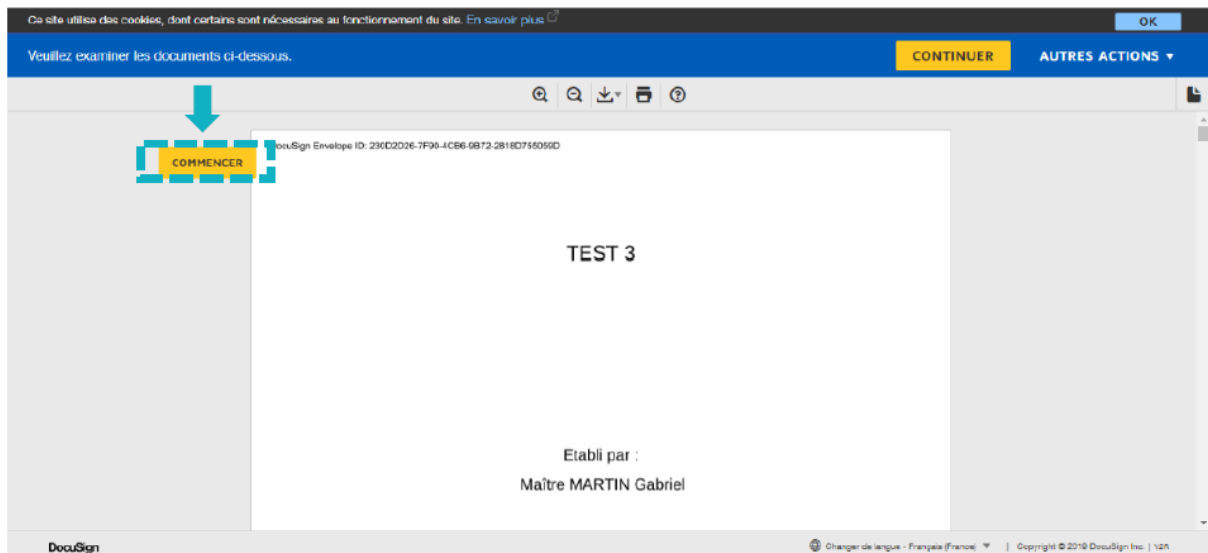 Ce site utilise des cookies, dont certains sont nécessaires au fonctionnement du site. En savoir plus
OK
Veuillez examiner les documents ci-dessous.
CONTINUER
AUTRES ACTIONS
COMMENCER
DocuSign Envelope ID: 230D2D26-7F90-4CB6-9B72-2818D755059D
TEST 3
Etabli par :
Maître MARTIN Gabriel
DocuSign
Changer de langue - Français (France) | Copyright © 2019 DocuSign Inc. |